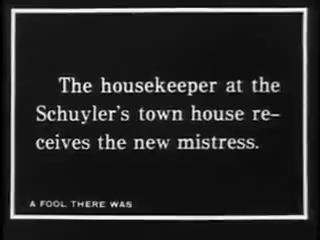 The housekeeper at the
Schuyler's town house re-
ceives the new mistress.
A FOOL THERE WAS